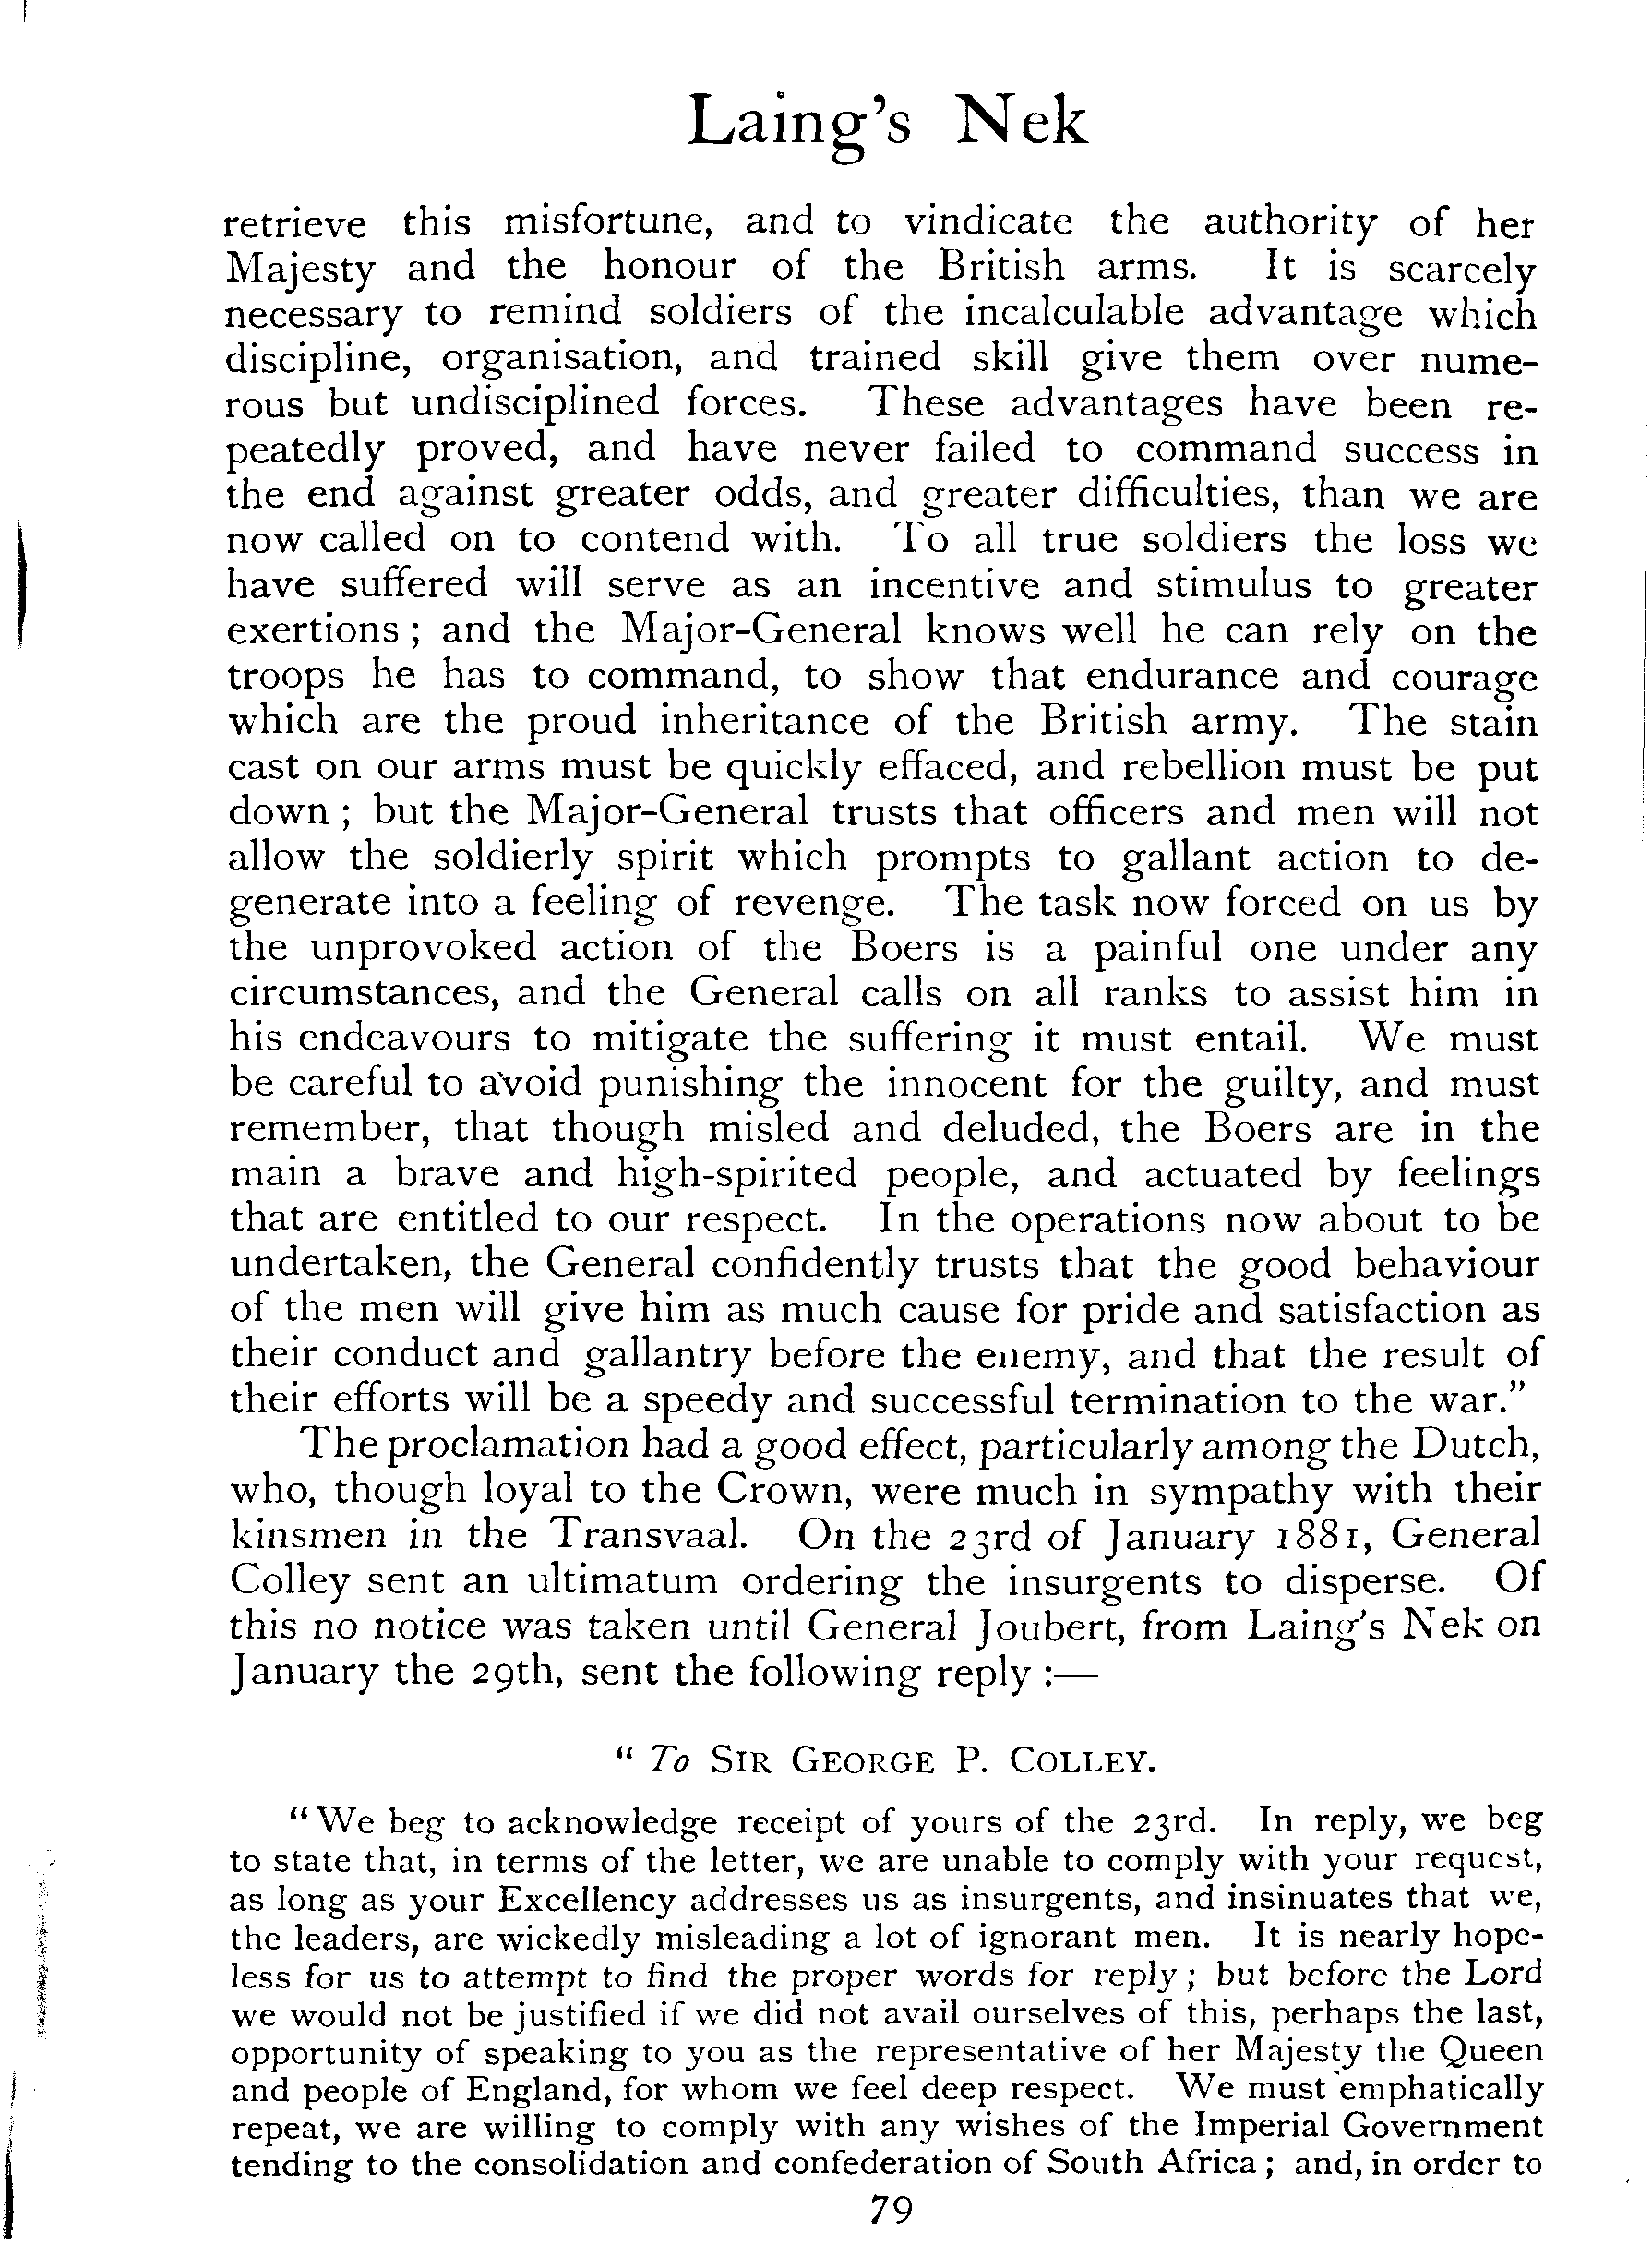 Laing's Nek
retrieve this misfortune, and to vindicate the authority of her
Majesty and the honour of the British arms. It is scarcely
necessary to remind soldiers of the incalculable advantage which
discipline, organisation, and trained skill give them over nume-
rous but undisciplined forces. These advantages have been re-
peatedly proved, and have never failed to command success in
the end against greater odds, and greater difficulties, than we are
now called on to contend with. To all true soldiers the loss we
have suffered will serve as an incentive and stimulus to greater
exertions ; and the Major-General knows well he can rely on the
troops he has to command, to show that endurance and courage
which are the proud inheritance of the British army. The stain
cast on our arms must be quickly effaced, and rebellion must be put
down ; but the Major-General trusts that officers and men will not
allow the soldierly spirit which prompts to gallant action to de-
generate into a feeling of revenge. The task now forced on us by
the unprovoked action of the Boers is a painful one under any
circumstances, and the General calls on all ranks to assist him in
his endeavours to mitigate the suffering it must entail. We must
be careful to avoid punishing the innocent for the guilty, and must
remember, that though misled and deluded, the Boers are in the
main a brave and high-spirited people, and actuated by feelings
that are entitled to our respect. In the operations now about to be
undertaken, the General confidently trusts that the good behaviour
of the men will give him as much cause for pride and satisfaction as
their conduct and gallantry before the enemy, and that the result of
their efforts will be a speedy and successful termination to the war."
The proclamation had a good effect, particularly among the Dutch,
who, though loyal to the Crown, were much in sympathy with their
kinsmen in the Transvaal. On the 23rd of January 1881, General
Colley sent an ultimatum ordering the insurgents to disperse. Of
this no notice was taken until General Joubert, from Laing's Nek on
January the 29th, sent the following reply :—
" To SIR GEORGE P. COLLEY.
"We beg to acknowledge receipt of yours of the 23rd. In reply, we beg
to state that, in terms of the letter, we are unable to comply with your request,
as long as your Excellency addresses us as insurgents, and insinuates that we,
the leaders, are wickedly misleading a lot of ignorant men. It is nearly hope-
less for us to attempt to find the proper words for reply ; but before the Lord
we would not be justified if we did not avail ourselves of this, perhaps the last,
opportunity of speaking to you as the representative of her Majesty the Queen
and people of England, for whom we feel deep respect. We must emphatically
repeat, we are willing to comply with any wishes of the Imperial Government
tending to the consolidation and confederation of South Africa ; and, in order to
79